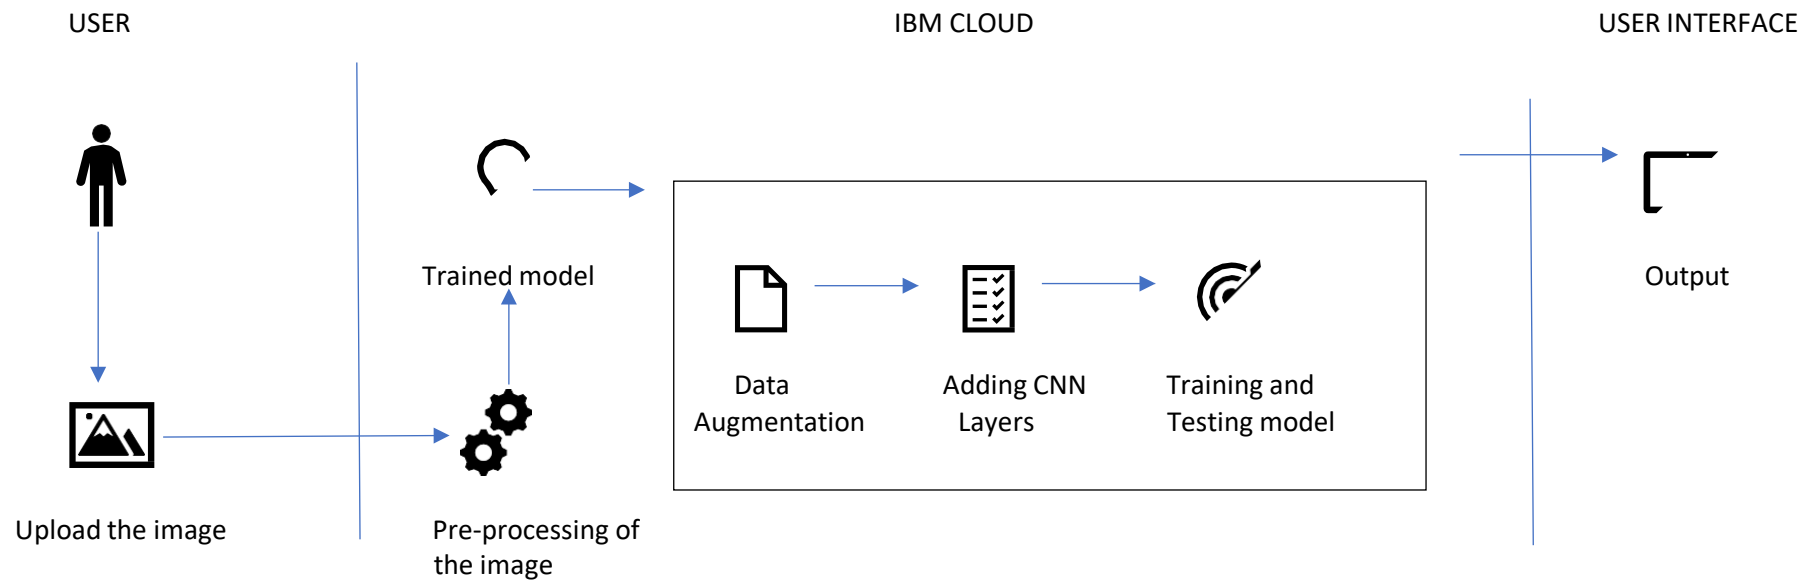 USER
IBM CLOUD
USER INTERFACE
Trained model
Output
Data
Augmentation
Adding CNN
Layers
Training and
Testing model
Upload the image
Pre-processing of
the image